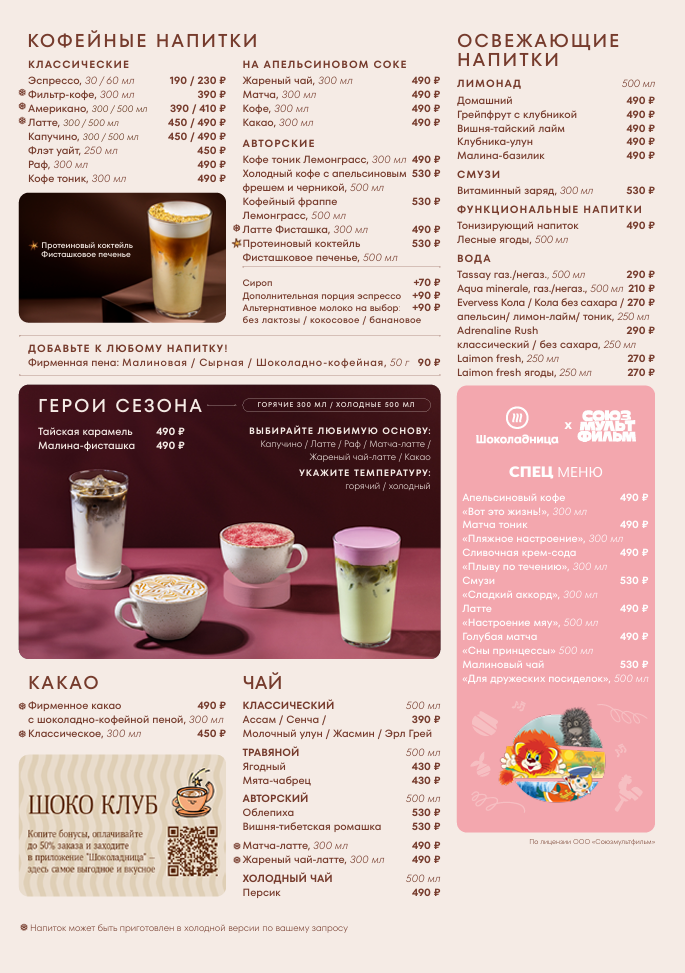 КОФЕЙНЫЕ НАПИТКИ
КЛАССИЧЕСКИЕ
Эспрессо, 30 / 60 мл 190 / 230 ₽
Фильтр-кофе, 300 мл 390 ₽
Американо, 300 / 500 мл 390 / 410 ₽
Латте, 300 / 500 мл 450 / 490 ₽
Капучино, 300 / 500 мл 450 / 490 ₽
Флэт уайт, 250 мл 450 ₽
Раф, 300 мл 490 ₽
Кофе тоник, 300 мл 490 ₽
Протеиновый коктейль
Фисташковое печенье
НА АПЕЛЬСИНОВОМ СОКЕ
Жареный чай, 300 мл 490 ₽
Матча, 300 мл 490 ₽
Кофе, 300 мл 490 ₽
Какао, 300 мл 490 ₽
АВТОРСКИЕ
Кофе тоник Лемонграсс, 300 мл 490 ₽
Холодный кофе с апельсиновым 530 ₽
фрешем и черникой, 500 мл
Кофейный фраппе 530 ₽
Лемонграсс, 500 мл
Латте Фисташка, 300 мл 490 ₽
Протеиновый коктейль 530 ₽
Фисташковое печенье, 500 мл
Сироп +70 ₽
Дополнительная порция эспрессо +90 ₽
Альтернативное молоко на выбор: +90 ₽
без лактозы / кокосовое / банановое
ДОБАВЬТЕ К ЛЮБОМУ НАПИТКУ!
Фирменная пена: Малиновая / Сырная / Шоколадно-кофейная, 50 г 90 ₽
ГЕРОИ СЕЗОНА
ГОРЯЧИЕ 300 МЛ / ХОЛОДНЫЕ 500 МЛ
Тайская карамель 490 ₽
Малина-фисташка 490 ₽
ВЫБИРАЙТЕ ЛЮБИМУЮ ОСНОВУ:
Капучино / Латте / Раф / Матча-латте /
Жареный чай-латте / Какао
УКАЖИТЕ ТЕМПЕРАТУРУ:
горячий / холодный
КАКАО
Фирменное какао 490 ₽
с шоколадно-кофейной пеной, 300 мл
Классическое, 300 мл 450 ₽
ШОКО КЛУБ
Копите бонусы, оплачивайте
до 50% заказа и заходите
в приложение "Шоколадница" –
здесь самое выгодное и вкусное
ЧАЙ
КЛАССИЧЕСКИЙ 500 мл
Ассам / Сенча / 390 ₽
Молочный улун / Жасмин / Эрл Грей
ТРАВЯНОЙ 500 мл
Ягодный 430 ₽
Мята-чабрец 430 ₽
АВТОРСКИЙ 500 мл
Облепиха 530 ₽
Вишня-тибетская ромашка 530 ₽
Матча-латте, 300 мл 490 ₽
Жареный чай-латте, 300 мл 490 ₽
ХОЛОДНЫЙ ЧАЙ 500 мл
Персик 490 ₽
ОСВЕЖАЮЩИЕ
НАПИТКИ
ЛИМОНАД 500 мл
Домашний 490 ₽
Грейпфрут с клубникой 490 ₽
Вишня-тайский лайм 490 ₽
Клубника-улун 490 ₽
Малина-базилик 490 ₽
СМУЗИ
Витаминный заряд, 300 мл 530 ₽
ФУНКЦИОНАЛЬНЫЕ НАПИТКИ
Тонизирующий напиток 490 ₽
Лесные ягоды, 500 мл
ВОДА
Tassay газ./негаз., 500 мл 290 ₽
Aqua minerale, газ./негаз., 500 мл 210 ₽
Evervess Кола / Кола без сахара / 270 ₽
апельсин/ лимон-лайм/ тоник, 250 мл
Adrenaline Rush 290 ₽
классический / без сахара, 250 мл
Laimon fresh, 250 мл 270 ₽
Laimon fresh ягоды, 250 мл 270 ₽
Шоколадница x СОЮЗ МУЛЬТ ФИЛЬМ
СПЕЦ МЕНЮ
Апельсиновый кофе 490 ₽
«Вот это жизнь!», 300 мл
Матча тоник 490 ₽
«Пляжное настроение», 300 мл
Сливочная крем-сода 490 ₽
«Плыву по течению», 300 мл
Смузи 530 ₽
«Сладкий аккорд», 300 мл
Латте 490 ₽
«Настроение мяу», 500 мл
Голубая матча 490 ₽
«Сны принцессы» 500 мл
Малиновый чай 530 ₽
«Для дружеских посиделок», 500 мл
По лицензии ООО «Союзмультфильм»
Напиток может быть приготовлен в холодной версии по вашему запросу